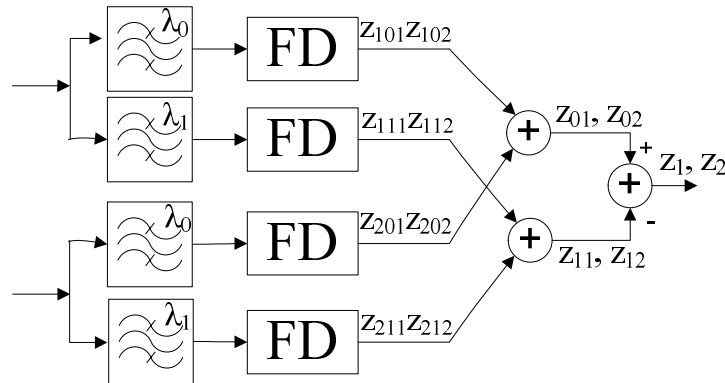 λ0 FD z101z102
λ1 FD z111z112
+ z01, z02
+ + z1, z2
-
λ0 FD z201z202
+ z11, z12
λ1 FD z211z212